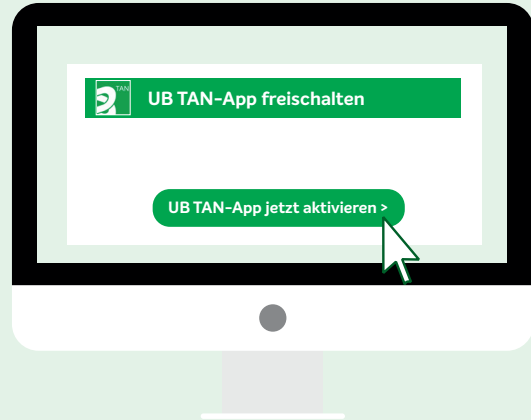 TAN
UB TAN-App freischalten
UB TAN-App jetzt aktivieren >